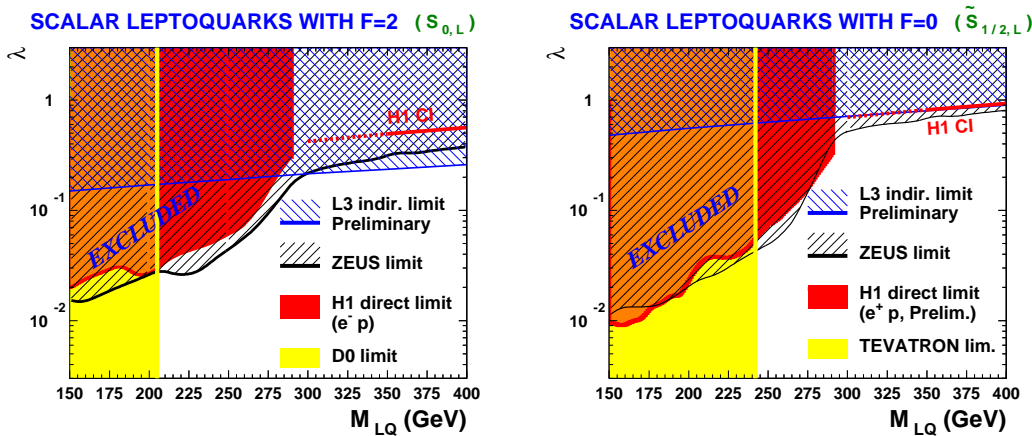 SCALAR LEPTOQUARKS WITH F=2 ( S0, L )
λ
1
10-1
10-2
EXCLUDED
H1 CI
L3 indir. limit
Preliminary
ZEUS limit
H1 direct limit
(e- p)
D0 limit
150 175 200 225 250 275 300 325 350 375 400
MLQ (GeV)
SCALAR LEPTOQUARKS WITH F=0 ( S̃1 / 2, L )
λ
1
10-1
10-2
EXCLUDED
H1 CI
L3 indir. limit
Preliminary
ZEUS limit
H1 direct limit
(e+ p, Prelim.)
TEVATRON lim.
150 175 200 225 250 275 300 325 350 375 400
MLQ (GeV)